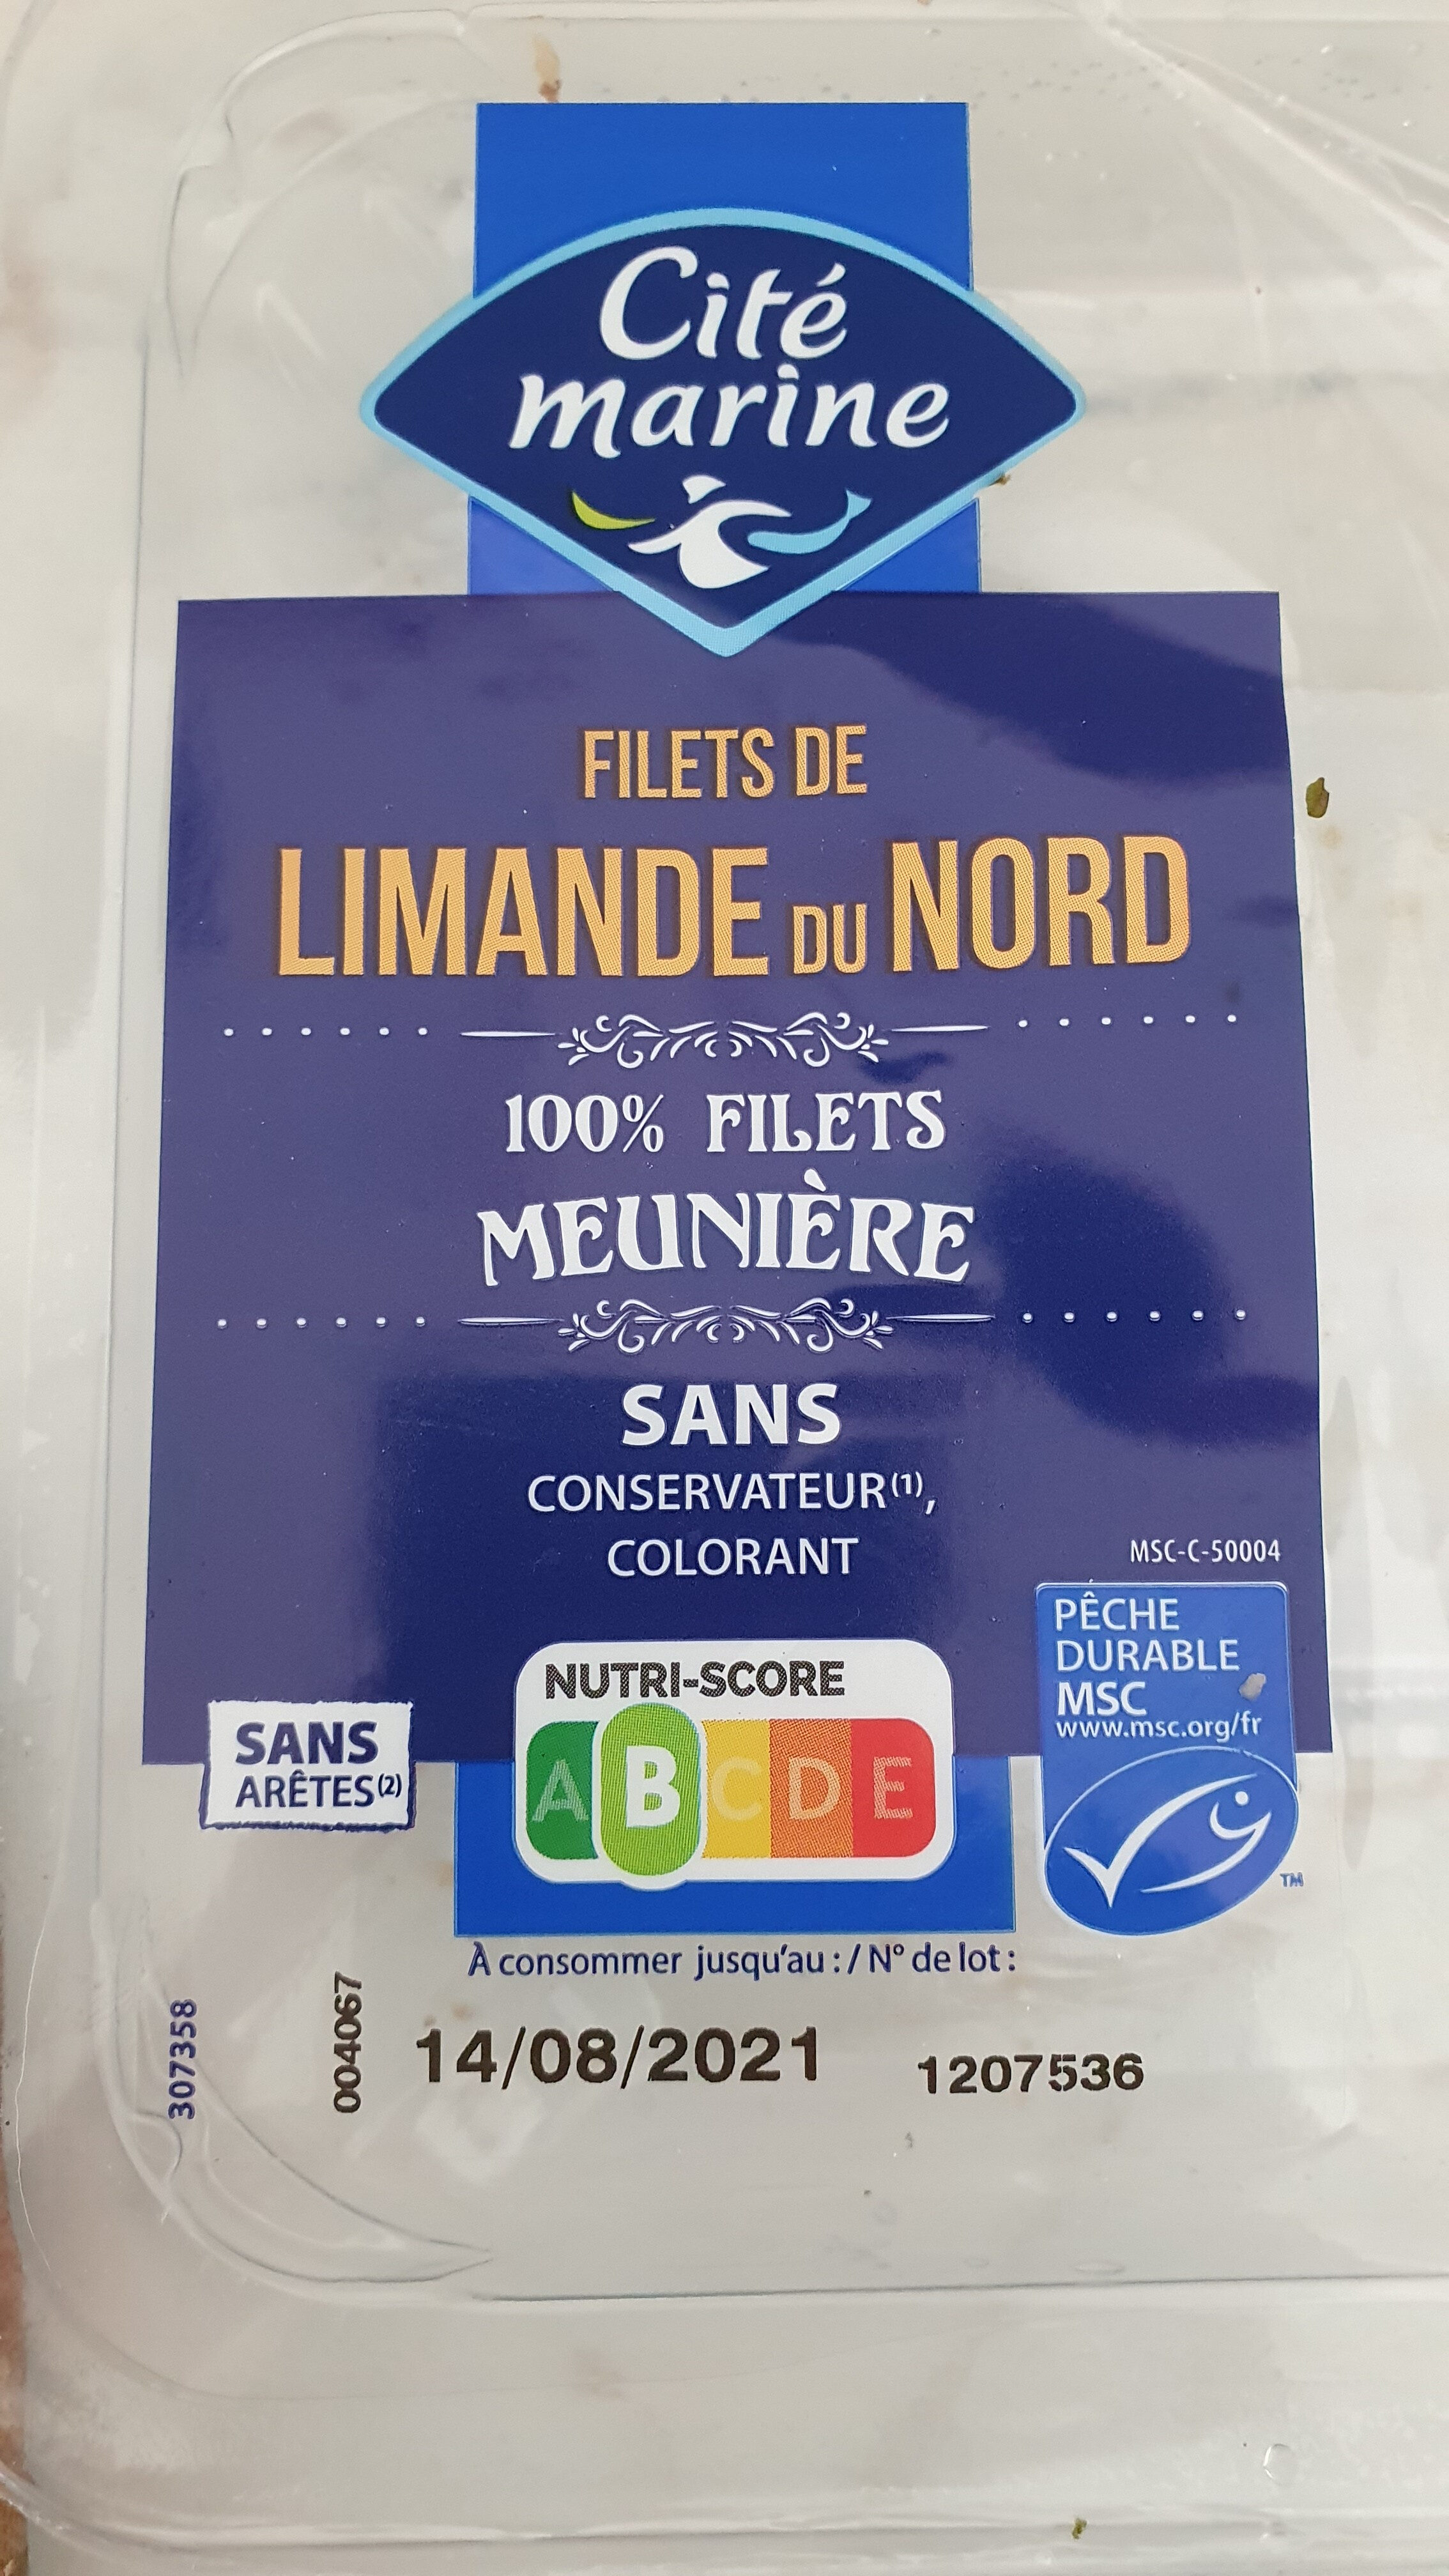 Cité
marine
FILETS DE
LIMANDE DU NORD
100% FILETS
MEUNIÈRE
SANS
CONSERVATEUR(1),
COLORANT
MSC-C-50004
PÊCHE
DURABLE
MSC
www.msc.org/fr
TM
NUTRI-SCORE
A B C D E
SANS
ARÊTES(2)
À consommer jusqu'au : / N° de lot :
307358
004067
14/08/2021 1207536